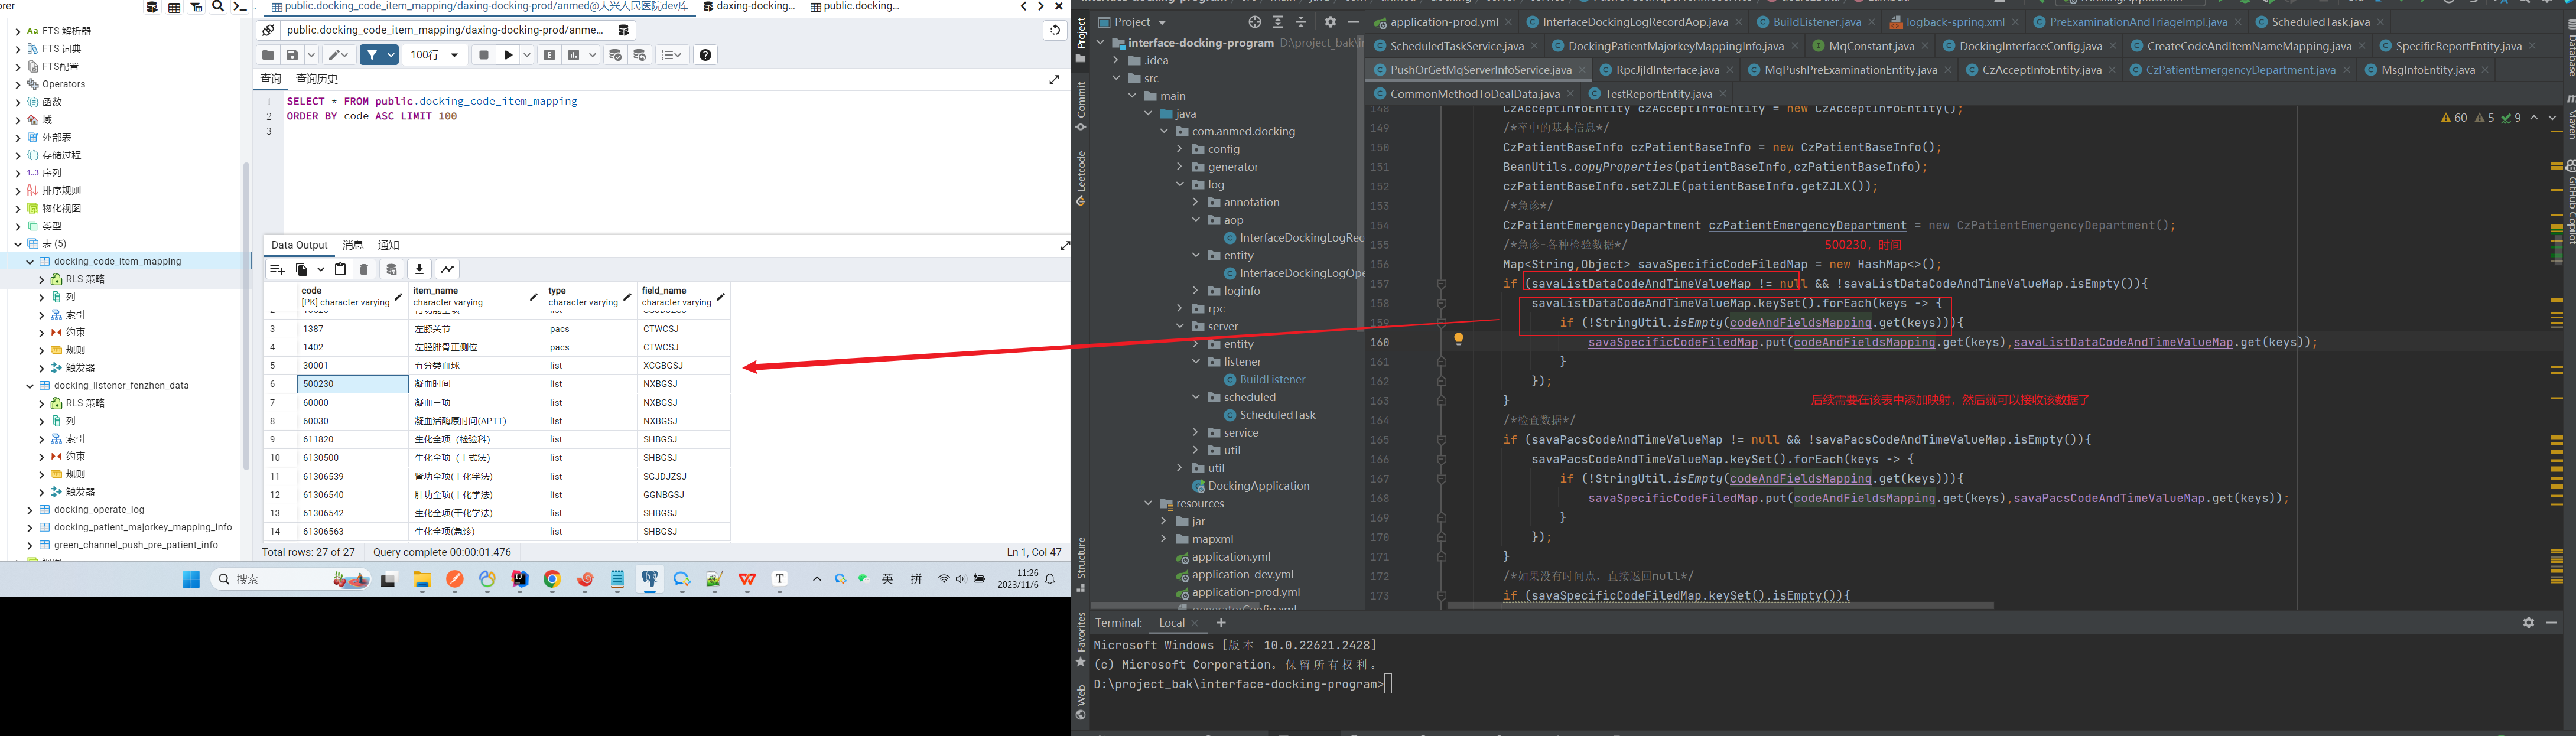 orer
public.docking_code_item_mapping/daxing-docking-prod/anmed@大兴人民医院dev库
daxing-docking...
public.docking...
FTS 解析器
FTS 词典
FTS配置
Operators
函数
域
外部表
存储过程
1..3 序列
排序规则
物化视图
类型
表 (5)
docking_code_item_mapping
RLS 策略
列
索引
约束
规则
触发器
docking_listener_fenzhen_data
RLS 策略
列
索引
约束
规则
触发器
docking_operate_log
docking_patient_majorkey_mapping_info
green_channel_push_pre_patient_info
public.docking_code_item_mapping/daxing-docking-prod/anme...
100行
查询
查询历史
1 SELECT * FROM public.docking_code_item_mapping
2 ORDER BY code ASC LIMIT 100
3
Data Output 消息 通知
code item_name type field_name
[PK] character varying character varying character varying character varying
3 1387 左膝关节 pacs CTWCSJ
4 1402 左胫腓骨正侧位 pacs CTWCSJ
5 30001 五分类血球 list XCGBGSJ
6 500230 凝血时间 list NXBGSJ
7 60000 凝血三项 list NXBGSJ
8 60030 凝血活酶原时间(APTT) list NXBGSJ
9 611820 生化全项（检验科） list SHBGSJ
10 6130500 生化全项（干式法） list SHBGSJ
11 61306539 肾功全项(干化学法) list SGJDJZSJ
12 61306540 肝功全项(干化学法) list GGNBGSJ
13 61306542 生化全项(干化学法) list SHBGSJ
14 61306563 生化全项(急诊) list SHBGSJ
Total rows: 27 of 27 Query complete 00:00:01.476 Ln 1, Col 47
搜索
英 拼
11:26
2023/11/6
Project
Commit
Leetcode
Structure
Favorites
Web
Project
interface-docking-program D:\project_bak\in
.idea
src
main
java
com.anmed.docking
config
generator
log
annotation
aop
InterfaceDockingLogRec
entity
InterfaceDockingLogOpe
loginfo
rpc
server
entity
listener
BuildListener
scheduled
ScheduledTask
service
util
util
DockingApplication
resources
jar
mapxml
application.yml
application-dev.yml
application-prod.yml
generatorConfig.xml
application-prod.yml InterfaceDockingLogRecordAop.java BuildListener.java logback-spring.xml PreExaminationAndTriageImpl.java ScheduledTask.java
ScheduledTaskService.java DockingPatientMajorkeyMappingInfo.java MqConstant.java DockingInterfaceConfig.java CreateCodeAndItemNameMapping.java SpecificReportEntity.java
PushOrGetMqServerInfoService.java RpcJjldInterface.java MqPushPreExaminationEntity.java CzAcceptInfoEntity.java CzPatientEmergencyDepartment.java MsgInfoEntity.java
CommonMethodToDealData.java TestReportEntity.java
60 5 9
148 CzAcceptInfoEntity czAcceptInfoEntity = new CzAcceptInfoEntity();
149 /*卒中的基本信息*/
150 CzPatientBaseInfo czPatientBaseInfo = new CzPatientBaseInfo();
151 BeanUtils.copyProperties(patientBaseInfo,czPatientBaseInfo);
152 czPatientBaseInfo.setZJLE(patientBaseInfo.getZJLX());
153 /*急诊*/
154 CzPatientEmergencyDepartment czPatientEmergencyDepartment = new CzPatientEmergencyDepartment();
155 /*急诊-各种检验数据*/
500230，时间
156 Map<String,Object> savaSpecificCodeFiledMap = new HashMap<>();
157 if (savaListDataCodeAndTimeValueMap != null && !savaListDataCodeAndTimeValueMap.isEmpty()){
158 savaListDataCodeAndTimeValueMap.keySet().forEach(keys -> {
159 if (!StringUtil.isEmpty(codeAndFieldsMapping.get(keys))){
160 savaSpecificCodeFiledMap.put(codeAndFieldsMapping.get(keys),savaListDataCodeAndTimeValueMap.get(keys));
161 }
162 });
163 }
后续需要在该表中添加映射，然后就可以接收该数据了
164 /*检查数据*/
165 if (savaPacsCodeAndTimeValueMap != null && !savaPacsCodeAndTimeValueMap.isEmpty()){
166 savaPacsCodeAndTimeValueMap.keySet().forEach(keys -> {
167 if (!StringUtil.isEmpty(codeAndFieldsMapping.get(keys))){
168 savaSpecificCodeFiledMap.put(codeAndFieldsMapping.get(keys),savaPacsCodeAndTimeValueMap.get(keys));
169 }
170 });
171 }
172 /*如果没有时间点，直接返回null*/
173 if (savaSpecificCodeFiledMap.keySet().isEmpty()){
Database
Maven
GitHub Copilot
Terminal: Local
Microsoft Windows [版本 10.0.22621.2428]
(c) Microsoft Corporation。保留所有权利。
D:\project_bak\interface-docking-program>